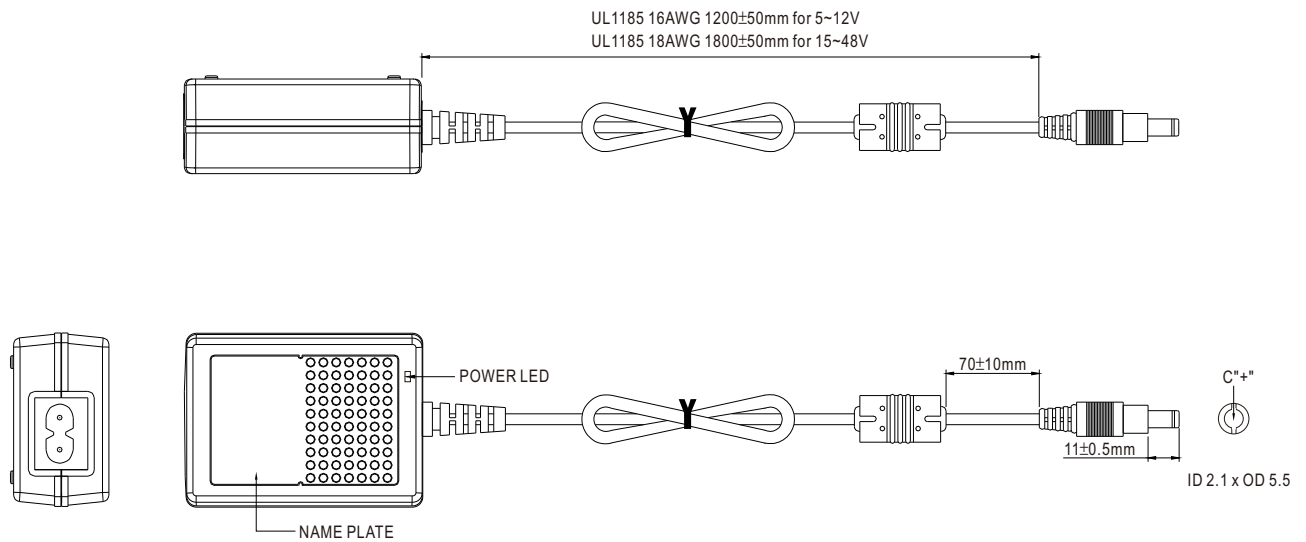 UL1185 16AWG 1200±50mm for 5~12V
UL1185 18AWG 1800±50mm for 15~48V
POWER LED
70±10mm
C"+"
11±0.5mm
ID 2.1 x OD 5.5
NAME PLATE